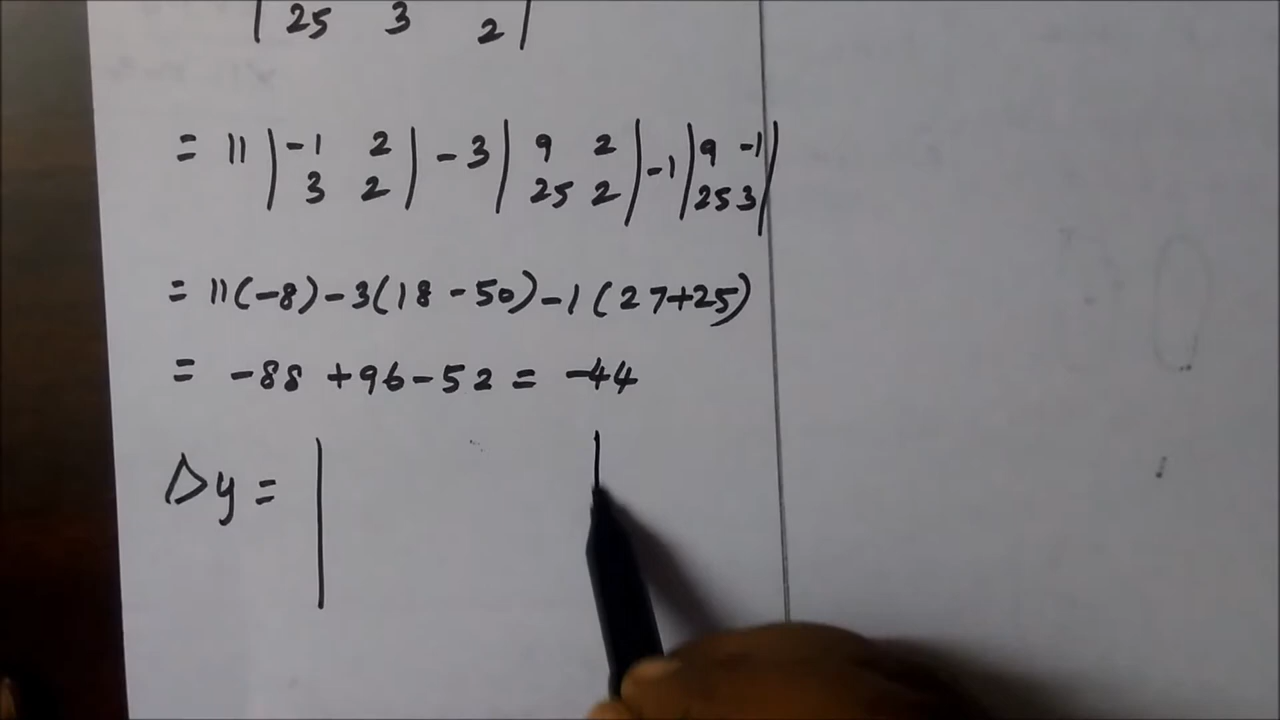 | 25 3 2 |
= 11 | -1 2 | - 3 | 9 2 | -1 | 9 -1 |
3 2 25 2 25 3
= 11(-8) - 3(18 - 50) - 1(27+25)
= -88 +96 - 52 = -44
Δy = | |